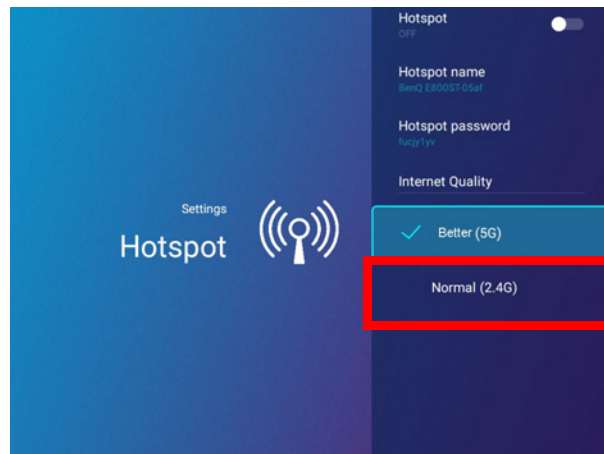 Hotspot
OFF
Hotspot name
BenQ E800ST-05af
Hotspot password
fucjy1yv
Internet Quality
Settings
Hotspot
Better (5G)
Normal (2.4G)